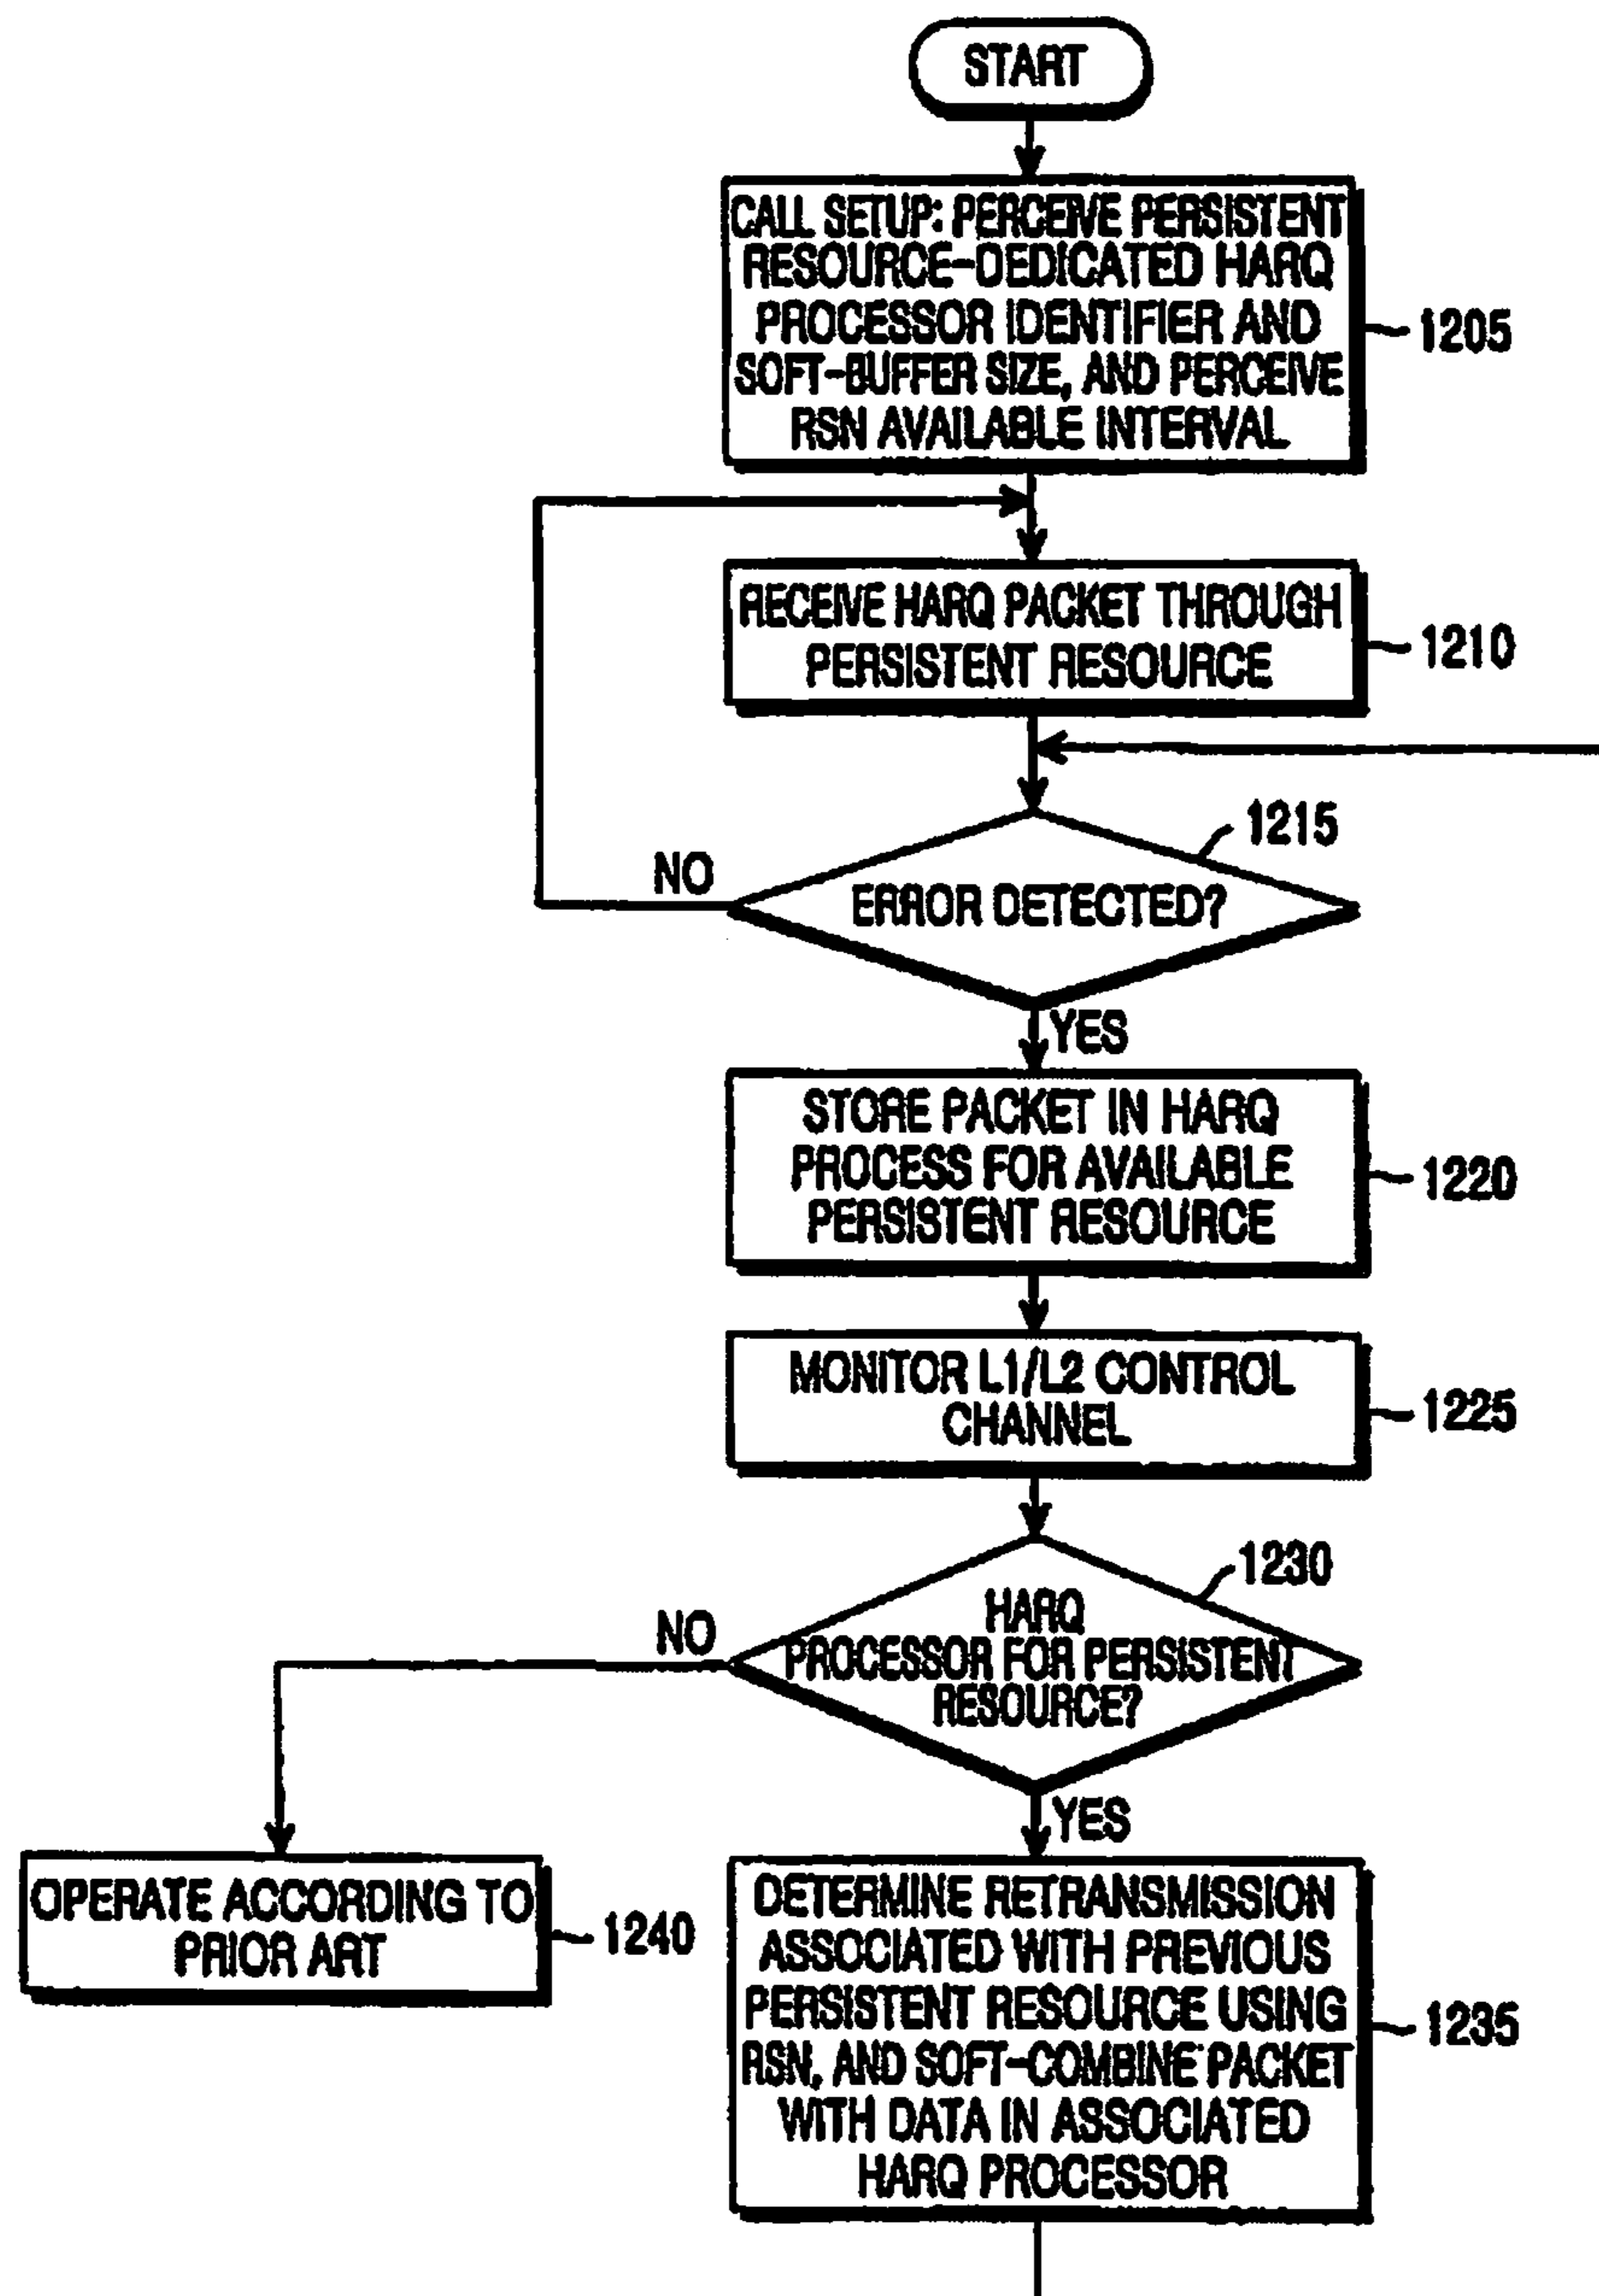 START
CALL SETUP: PERCEIVE PERSISTENT
RESOURCE-DEDICATED HARQ
PROCESSOR IDENTIFIER AND
SOFT-BUFFER SIZE, AND PERCEIVE
RSN AVAILABLE INTERVAL
1205
RECEIVE HARQ PACKET THROUGH
PERSISTENT RESOURCE
1210
1215
NO
ERROR DETECTED?
YES
STORE PACKET IN HARQ
PROCESS FOR AVAILABLE
PERSISTENT RESOURCE
1220
MONITOR L1/L2 CONTROL
CHANNEL
1225
1230
NO
HARQ
PROCESSOR FOR PERSISTENT
RESOURCE?
YES
OPERATE ACCORDING TO
PRIOR ART
1240
DETERMINE RETRANSMISSION
ASSOCIATED WITH PREVIOUS
PERSISTENT RESOURCE USING
RSN, AND SOFT-COMBINE PACKET
WITH DATA IN ASSOCIATED
HARQ PROCESSOR
1235